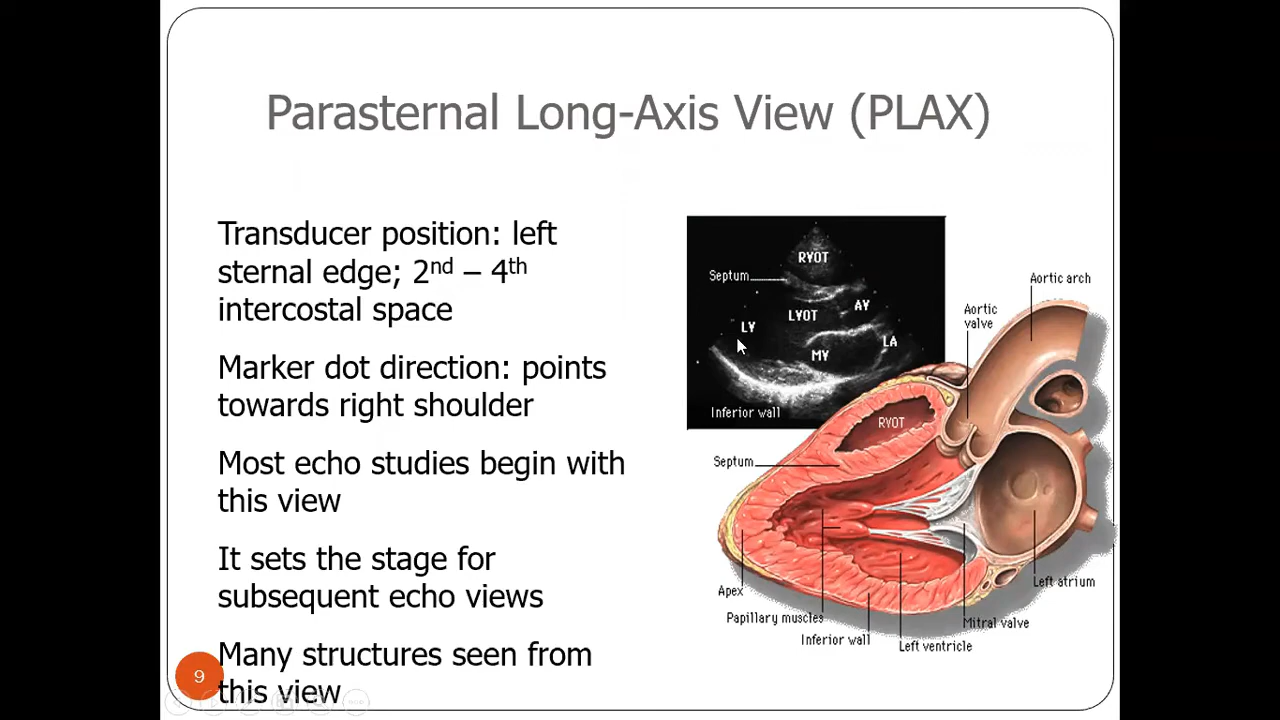 Parasternal Long-Axis View (PLAX)
Transducer position: left
sternal edge; 2nd – 4th
intercostal space
Marker dot direction: points
towards right shoulder
Most echo studies begin with
this view
It sets the stage for
subsequent echo views
Many structures seen from
this view
9
RVOT
Septum
AV
LVOT
LV
LA
MV
Inferior wall
Aortic arch
Aortic
valve
RVOT
Septum
Apex
Papillary muscles
Inferior wall
Left ventricle
Mitral valve
Left atrium